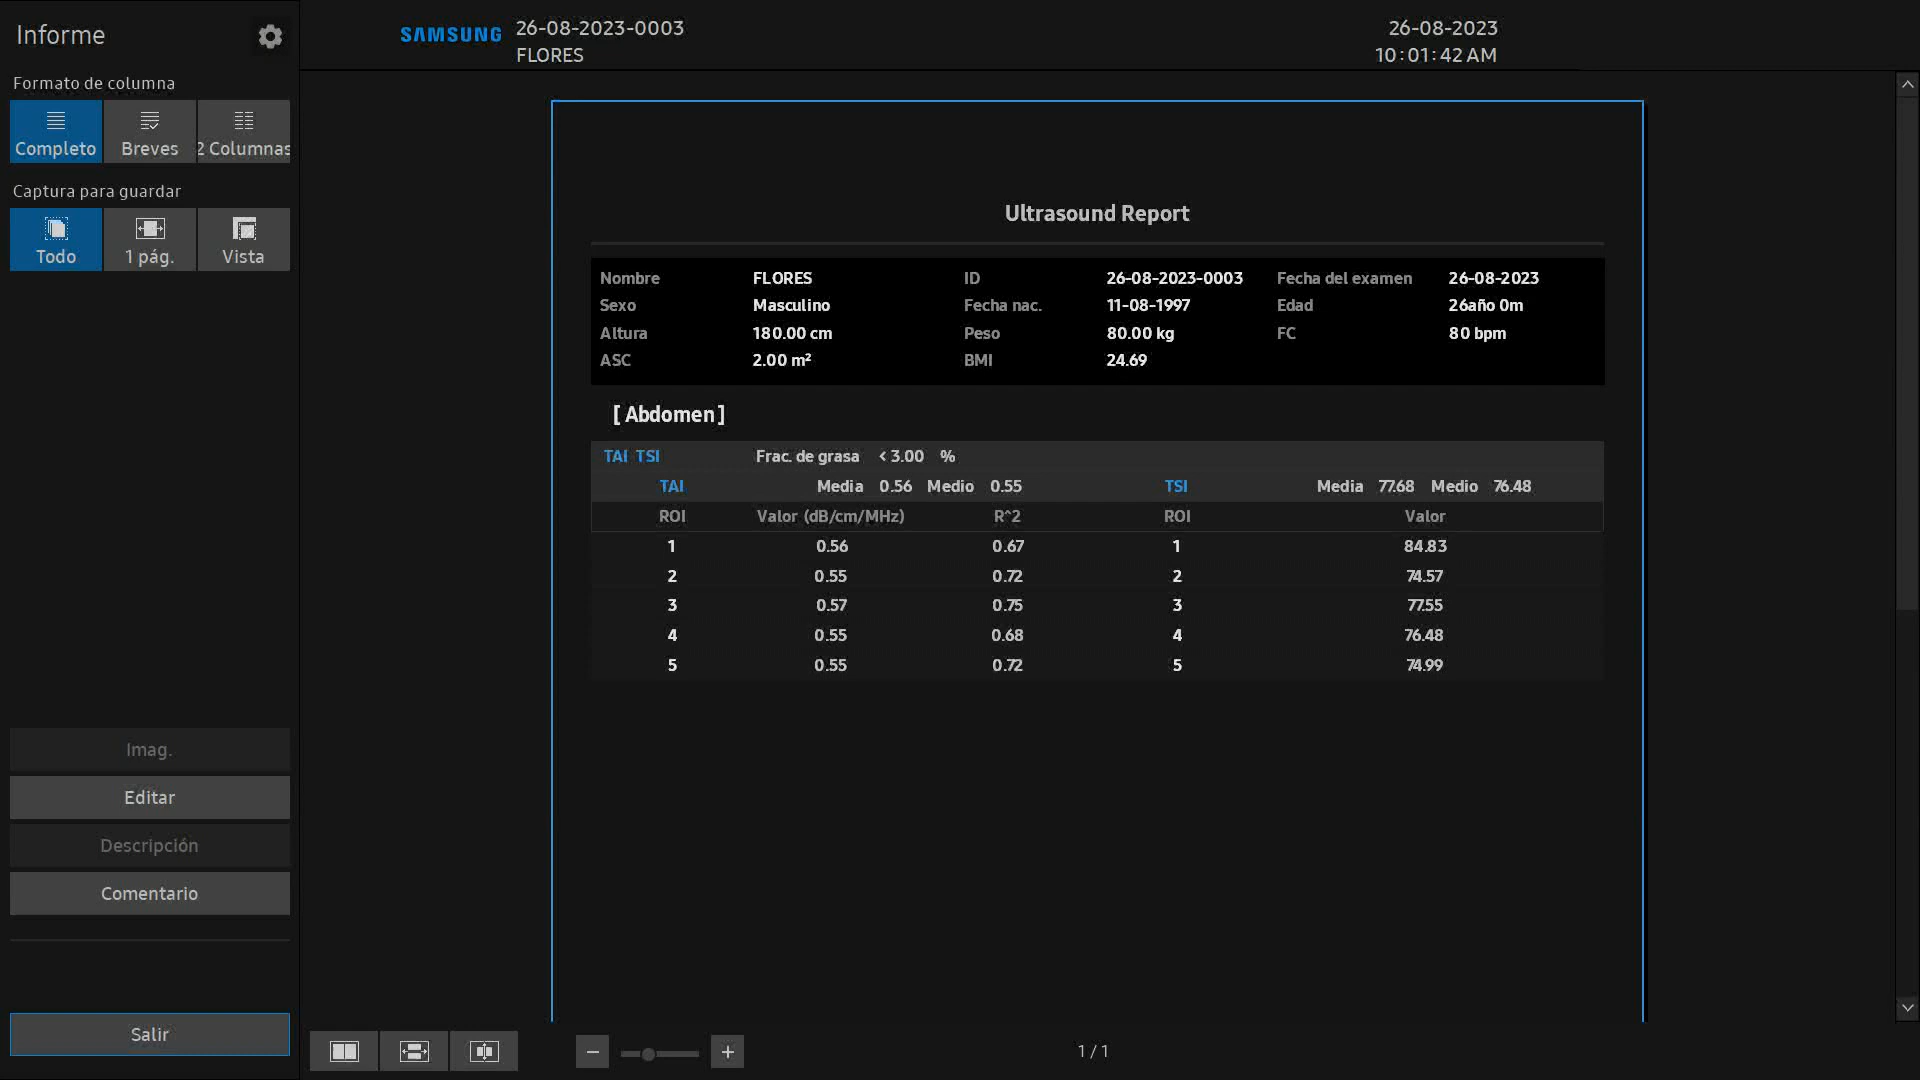 Informe
SAMSUNG 26-08-2023-0003 26-08-2023
FLORES 10:01:42 AM
Formato de columna
Completo Breves 2 Columnas
Captura para guardar
Todo 1 pág. Vista
Ultrasound Report
Nombre FLORES ID 26-08-2023-0003 Fecha del examen 26-08-2023
Sexo Masculino Fecha nac. 11-08-1997 Edad 26año 0m
Altura 180.00 cm Peso 80.00 kg FC 80 bpm
ASC 2.00 m² BMI 24.69
[ Abdomen ]
TAI TSI Frac. de grasa < 3.00 %
TAI Media 0.56 Medio 0.55 TSI Media 77.68 Medio 76.48
ROI Valor (dB/cm/MHz) R^2 ROI Valor
1 0.56 0.67 1 84.83
2 0.55 0.72 2 74.57
3 0.57 0.75 3 77.55
4 0.55 0.68 4 76.48
5 0.55 0.72 5 74.99
Imag.
Editar
Descripción
Comentario
Salir
1 / 1